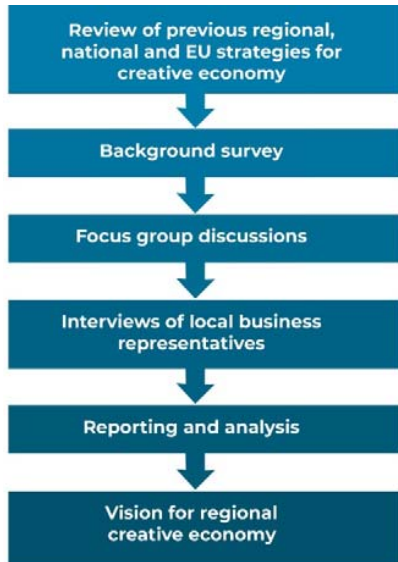 Review of previous regional,
national and EU strategies for
creative economy
Background survey
Focus group discussions
Interviews of local business
representatives
Reporting and analysis
Vision for regional
creative economy